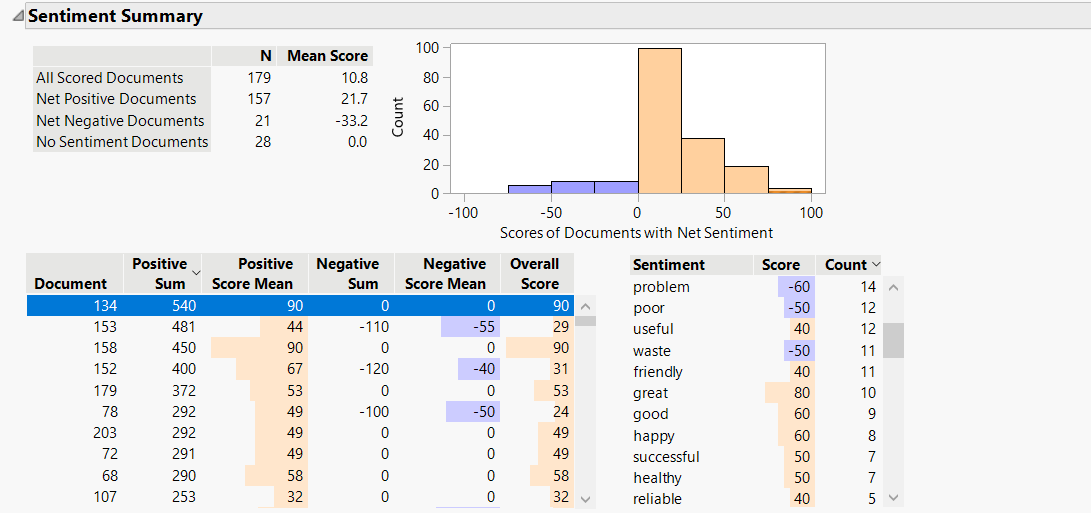 Sentiment Summary
N Mean Score
All Scored Documents 179 10.8
Net Positive Documents 157 21.7
Net Negative Documents 21 -33.2
No Sentiment Documents 28 0.0
Count
100
80
60
40
20
0
-100 -50 0 50 100
Scores of Documents with Net Sentiment
Positive Positive Negative Negative Overall
Document Sum Score Mean Sum Score Mean Score
134 540 90 0 0 90
153 481 44 -110 -55 29
158 450 90 0 0 90
152 400 67 -120 -40 31
179 372 53 0 0 53
78 292 49 -100 -50 24
203 292 49 0 0 49
72 291 49 0 0 49
68 290 58 0 0 58
107 253 32 0 0 32
Sentiment Score Count
problem -60 14
poor -50 12
useful 40 12
waste -50 11
friendly 40 11
great 80 10
good 60 9
happy 60 8
successful 50 7
healthy 50 7
reliable 40 5